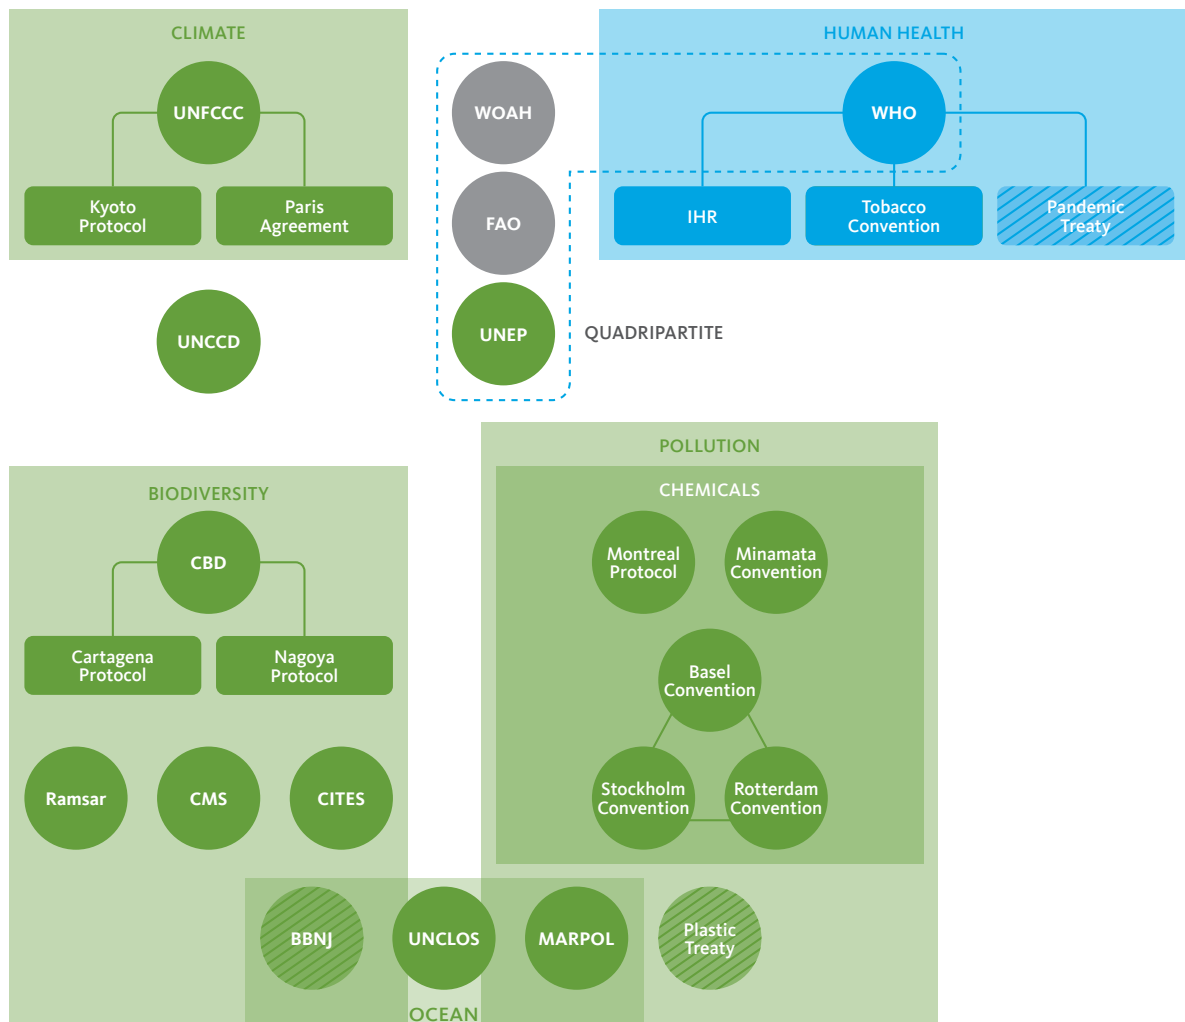 CLIMATE
UNFCCC
Kyoto
Protocol
Paris
Agreement
UNCCD
WOAH
FAO
UNEP
QUADRIPARTITE
HUMAN HEALTH
WHO
IHR
Tobacco
Convention
Pandemic
Treaty
BIODIVERSITY
CBD
Cartagena
Protocol
Nagoya
Protocol
Ramsar
CMS
CITES
POLLUTION
CHEMICALS
Montreal
Protocol
Minamata
Convention
Basel
Convention
Stockholm
Convention
Rotterdam
Convention
BBNJ
UNCLOS
MARPOL
Plastic
Treaty
OCEAN